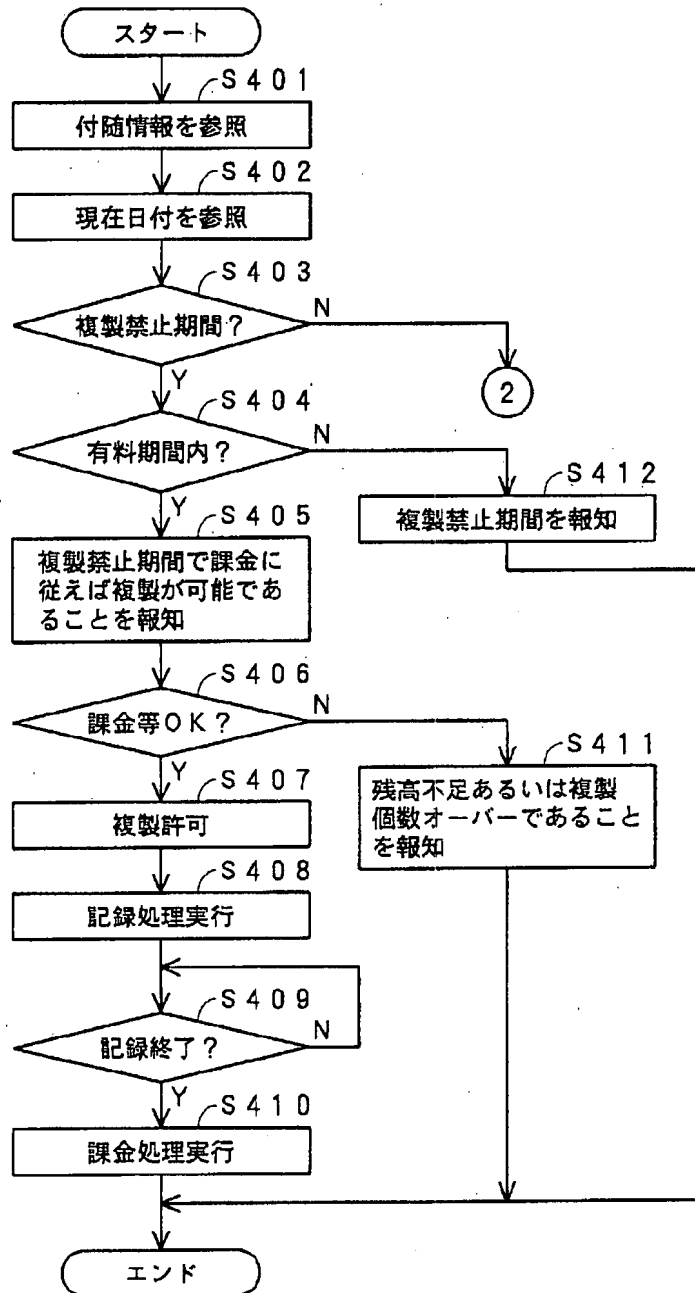 スタート
S401
付随情報を参照
S402
現在日付を参照
S403
複製禁止期間?
N
2
Y
S404
有料期間内?
N
S412
複製禁止期間を報知
Y
S405
複製禁止期間で課金に
従えば複製が可能であ
ることを報知
S406
課金等OK?
N
S411
残高不足あるいは複製
個数オーバーであること
を報知
Y
S407
複製許可
S408
記録処理実行
S409
記録終了?
N
Y
S410
課金処理実行
エンド